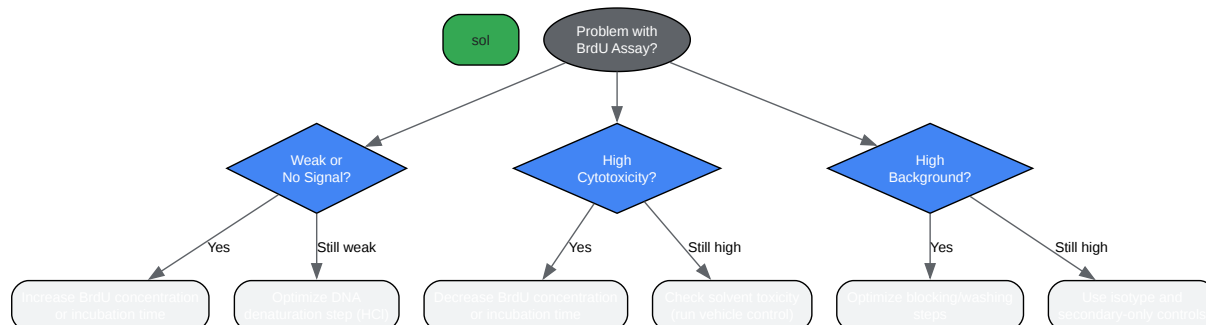 sol
Problem with
BrdU Assay?
Weak or
No Signal?
High
Cytotoxicity?
High
Background?
Yes
Still weak
Yes
Still high
Yes
Still high
Increase BrdU concentration
or incubation time
Optimize DNA
denaturation step (HCl)
Decrease BrdU concentration
or incubation time
Check solvent toxicity
(run vehicle control)
Optimize blocking/washing
steps
Use isotype and
secondary-only controls